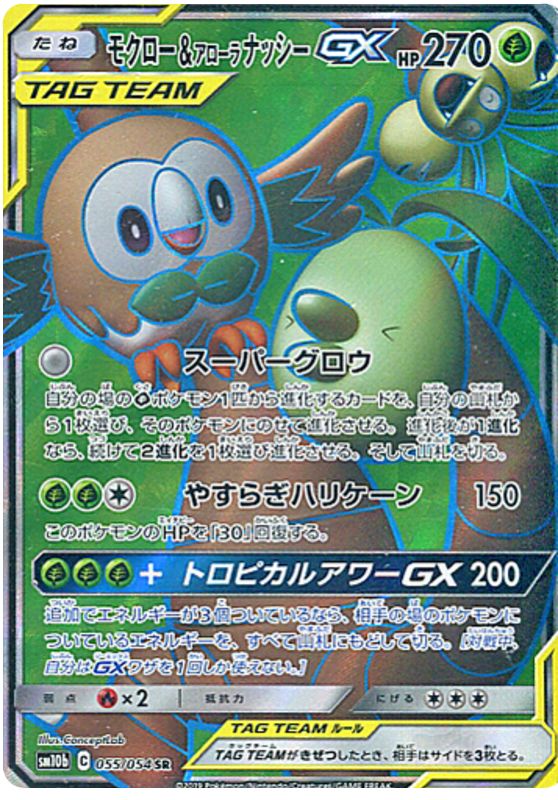 たね モクロー&アローラナッシーGX HP270
TAG TEAM
スーパーグロウ
自分の場のポケモン1匹から進化するカードを、自分の山札か
ら1枚選び、そのポケモンにのせて進化させる。進化後が1進化
なら、続けて2進化を1枚選び進化させる。そして山札を切る。
やすらぎハリケーン 150
このポケモンのHPを「30」回復する。
+ トロピカルアワーGX 200
追加でエネルギーが3個ついているなら、相手の場のポケモンに
ついているエネルギーを、すべて山札にもどして切る。[対戦中、
自分はGXワザを1回しか使えない。]
弱点 ×2 抵抗力 にげる
Illus. ConceptLab
TAG TEAM ルール
sm10b C 055/054 SR
TAG TEAMがきぜつしたとき、相手はサイドを3枚とる。
©2019 Pokémon/Nintendo/Creatures/GAME FREAK